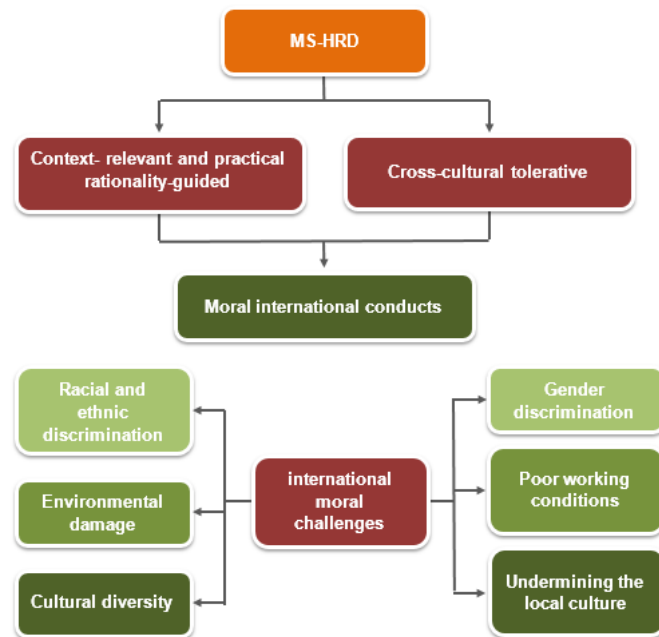 MS-HRD
Context- relevant and practical
rationality-guided
Cross-cultural tolerative
Moral international conducts
Racial and
ethnic
discrimination
Gender
discrimination
international
moral
challenges
Environmental
damage
Poor working
conditions
Cultural diversity
Undermining the
local culture